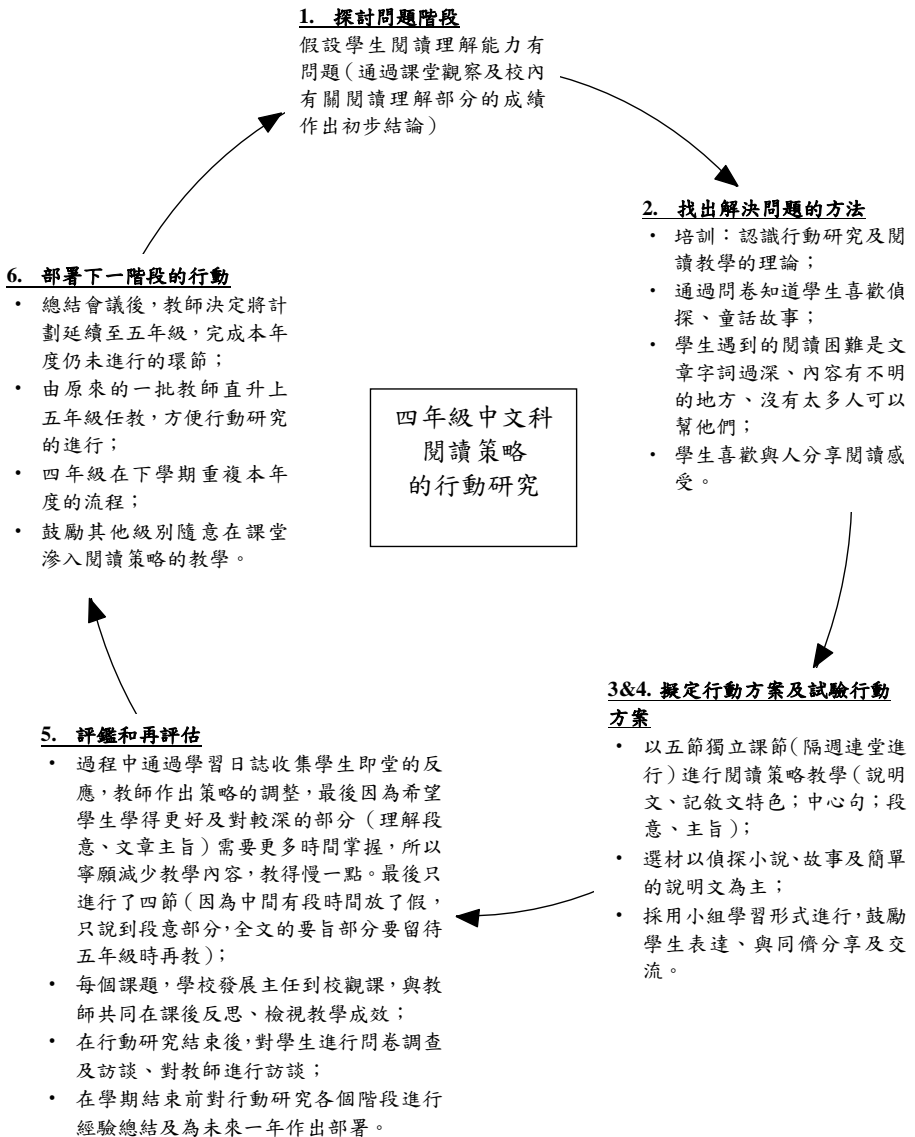 1. 探討問題階段
假設學生閱讀理解能力有
問題（通過課堂觀察及校內
有關閱讀理解部分的成績
作出初步結論）
2. 找出解決問題的方法
• 培訓：認識行動研究及閱
讀教學的理論；
• 通過問卷知道學生喜歡偵
探、童話故事；
• 學生遇到的閱讀困難是文
章字詞過深、內容有不明
的地方、沒有太多人可以
幫他們；
• 學生喜歡與人分享閱讀感
受。
3&4. 擬定行動方案及試驗行動
方案
• 以五節獨立課節（隔週連堂進
行）進行閱讀策略教學（說明
文、記敘文特色；中心句；段
意、主旨）；
• 選材以偵探小說、故事及簡單
的說明文為主；
• 採用小組學習形式進行，鼓勵
學生表達、與同儕分享及交
流。
5. 評鑑和再評估
• 過程中通過學習日誌收集學生即堂的反
應，教師作出策略的調整，最後因為希望
學生學得更好及對較深的部分（理解段
意、文章主旨）需要更多時間掌握，所以
寧願減少教學內容，教得慢一點。最後只
進行了四節（因為中間有段時間放了假，
只說到段意部分，全文的要旨部分要留待
五年級時再教）；
• 每個課題，學校發展主任到校觀課，與教
師共同在課後反思、檢視教學成效；
• 在行動研究結束後，對學生進行問卷調查
及訪談、對教師進行訪談；
• 在學期結束前對行動研究各個階段進行
經驗總結及為未來一年作出部署。
6. 部署下一階段的行動
• 總結會議後，教師決定將計
劃延續至五年級，完成本年
度仍未進行的環節；
• 由原來的一批教師直升上
五年級任教，方便行動研究
的進行；
• 四年級在下學期重複本年
度的流程；
• 鼓勵其他級別隨意在課堂
滲入閱讀策略的教學。
四年級中文科
閱讀策略
的行動研究